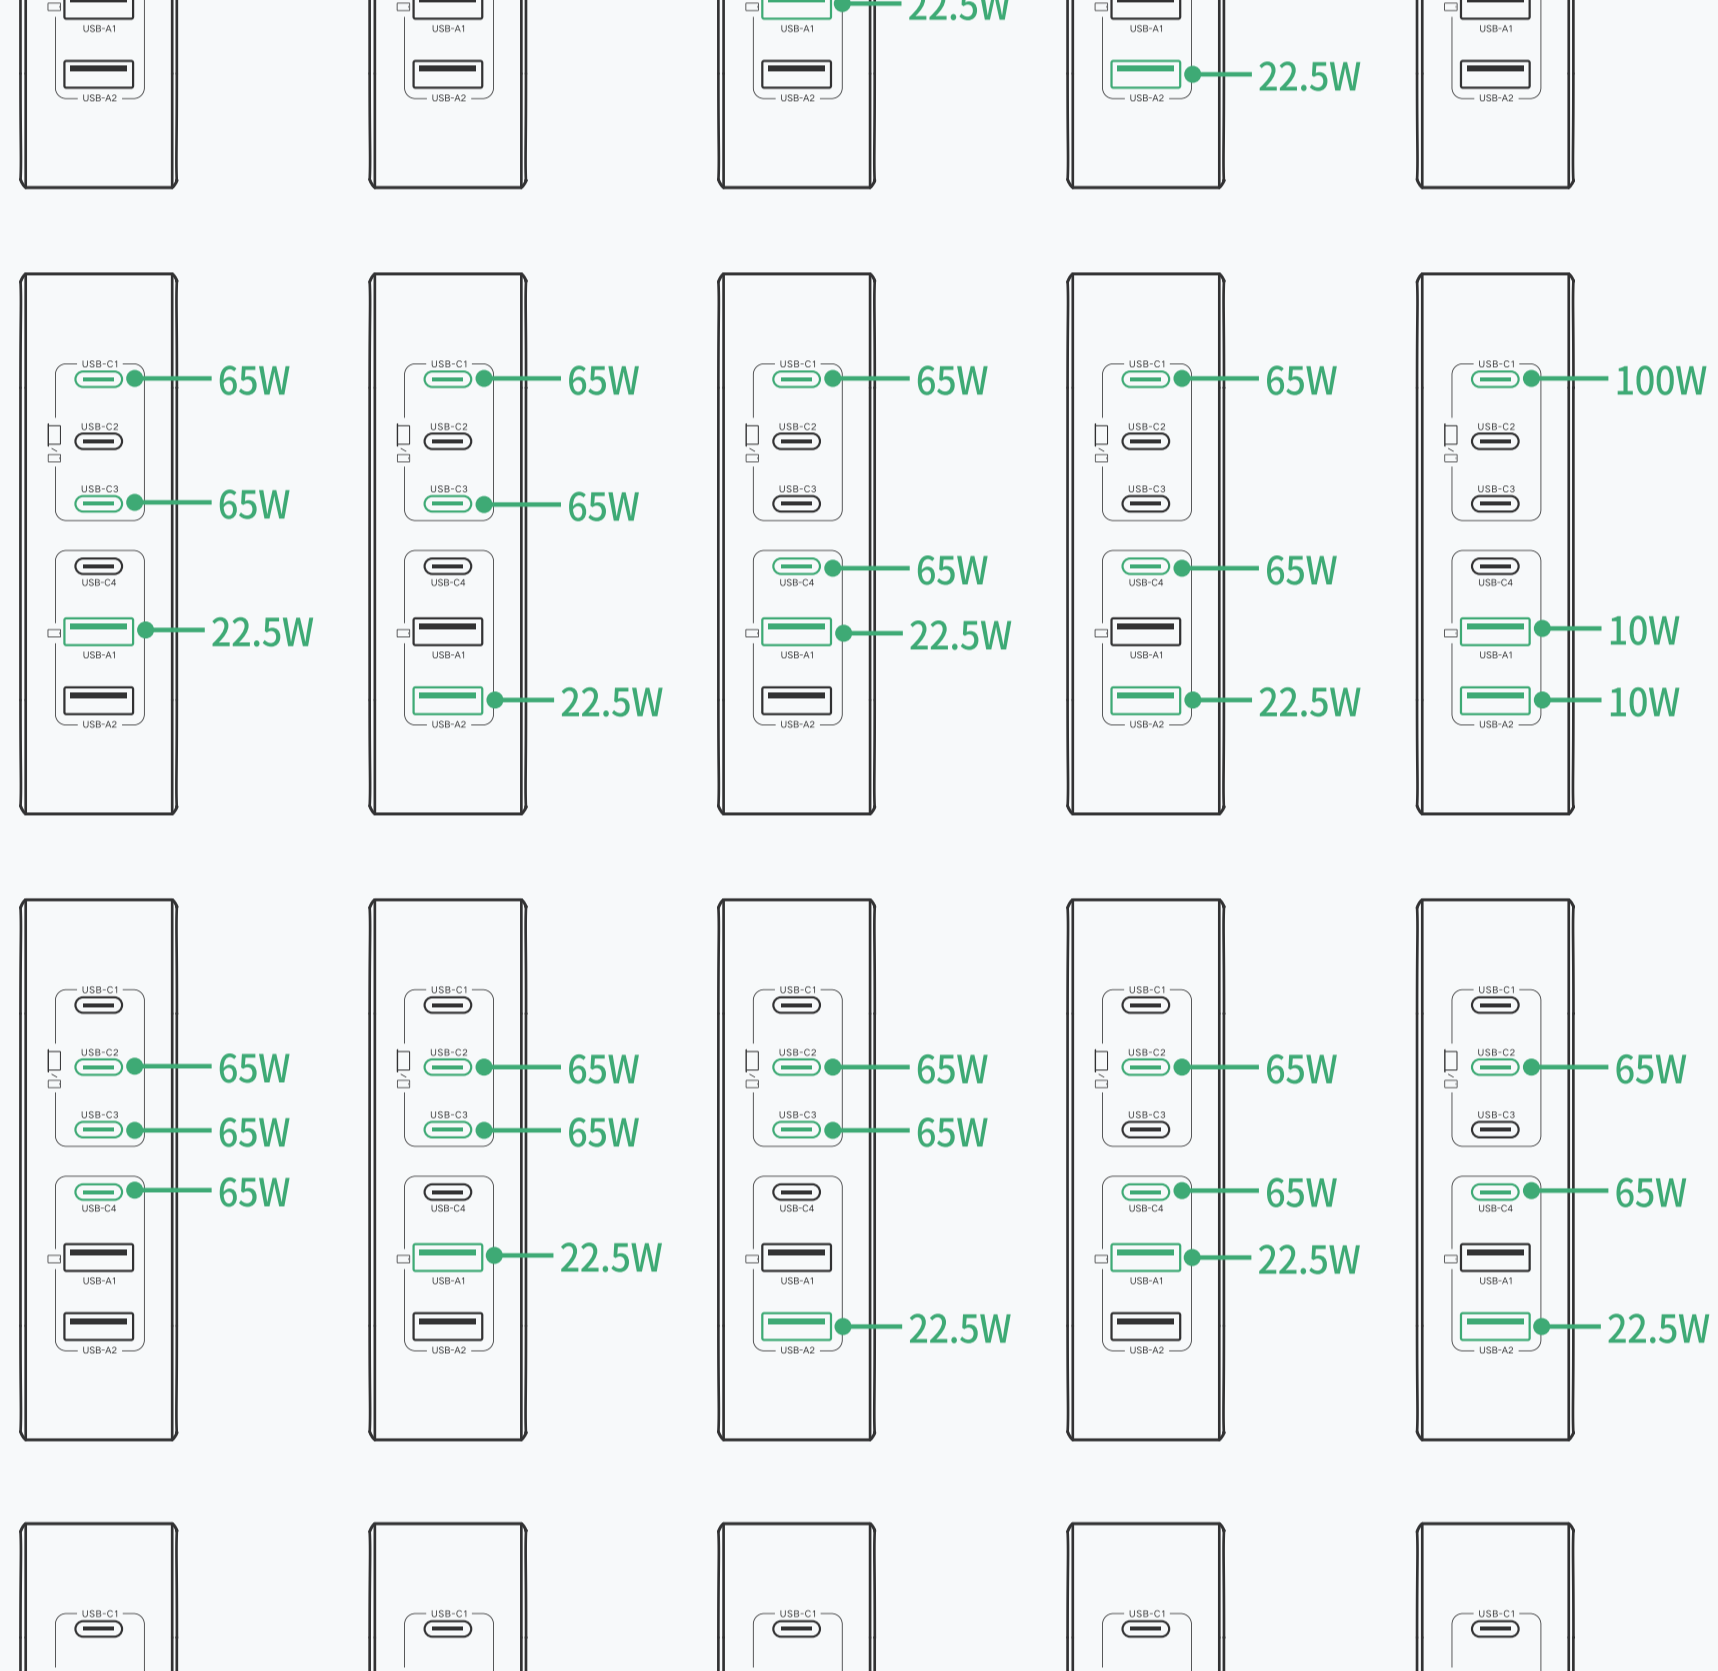 22.5W
USB-A1 USB-A1 USB-A1 USB-A1 USB-A1
22.5W
USB-A2 USB-A2 USB-A2 USB-A2 USB-A2
USB-C1 USB-C1 USB-C1 USB-C1 USB-C1
65W 65W 65W 65W 100W
USB-C2 USB-C2 USB-C2 USB-C2 USB-C2
USB-C3 USB-C3 USB-C3 USB-C3 USB-C3
65W 65W
65W 65W
USB-C4 USB-C4 USB-C4 USB-C4 USB-C4
22.5W 22.5W 10W
USB-A1 USB-A1 USB-A1 USB-A1 USB-A1
22.5W 22.5W 10W
USB-A2 USB-A2 USB-A2 USB-A2 USB-A2
USB-C1 USB-C1 USB-C1 USB-C1 USB-C1
USB-C2 USB-C2 USB-C2 USB-C2 USB-C2
65W 65W 65W 65W 65W
USB-C3 USB-C3 USB-C3 USB-C3 USB-C3
65W 65W 65W
65W 65W 65W
USB-C4 USB-C4 USB-C4 USB-C4 USB-C4
22.5W 22.5W
USB-A1 USB-A1 USB-A1 USB-A1 USB-A1
22.5W 22.5W
USB-A2 USB-A2 USB-A2 USB-A2 USB-A2
USB-C1 USB-C1 USB-C1 USB-C1 USB-C1